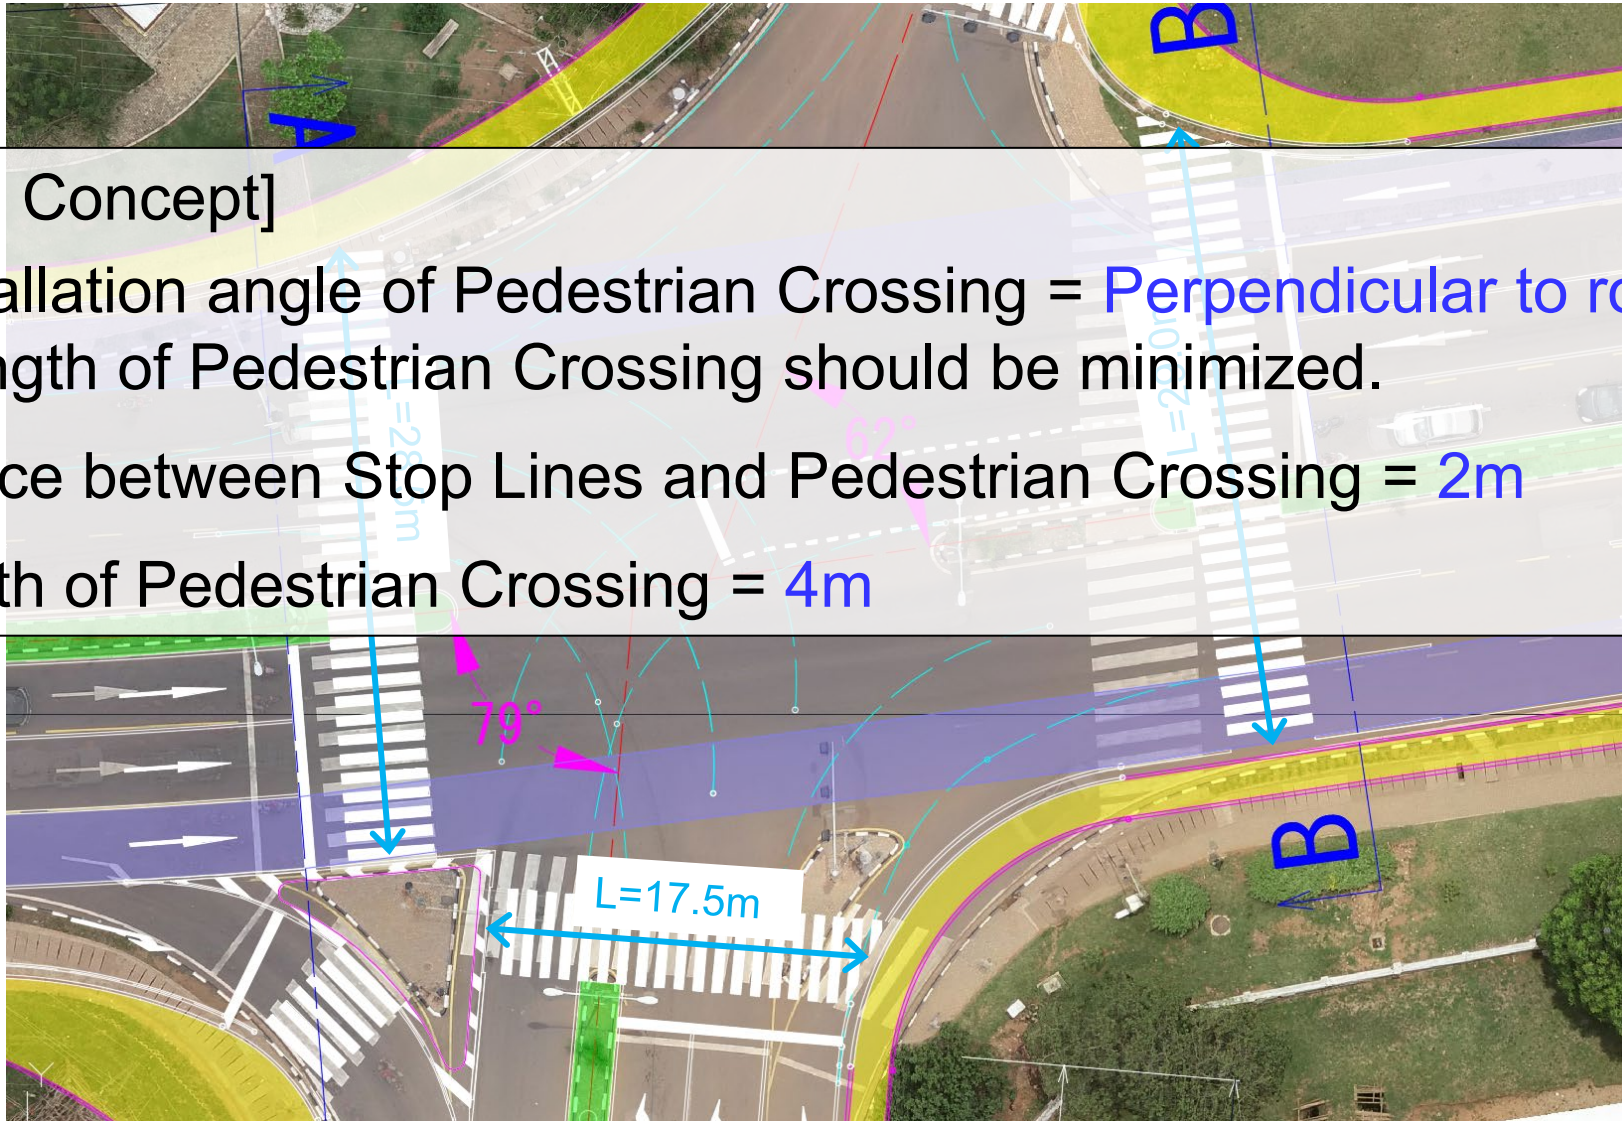 B
A
Concept]
allation angle of Pedestrian Crossing = Perpendicular to ro
ngth of Pedestrian Crossing should be minimized.
62°
ce between Stop Lines and Pedestrian Crossing = 2m
th of Pedestrian Crossing = 4m
79°
B
L=17.5m